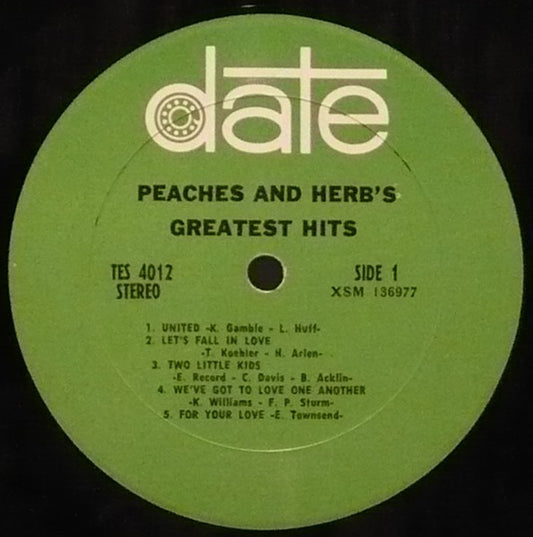 date
PEACHES AND HERB'S
GREATEST HITS
TES 4012
STEREO
SIDE 1
XSM 136977
1. UNITED -K. Gamble - L. Huff-
2. LET'S FALL IN LOVE
-T. Koehler - H. Arlen-
3. TWO LITTLE KIDS
-E. Record - C. Davis - B. Acklin-
4. WE'VE GOT TO LOVE ONE ANOTHER
-K. Williams - F. P. Sturm-
5. FOR YOUR LOVE -E. Townsend-